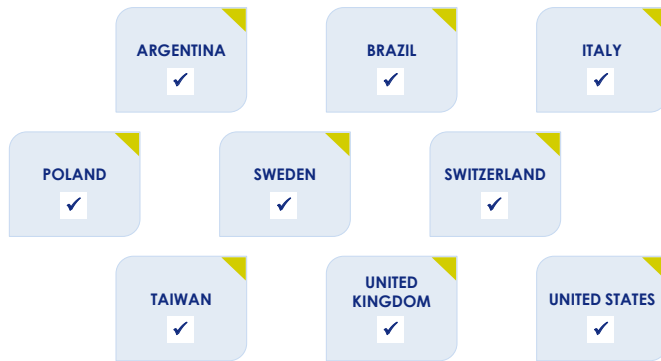 ARGENTINA
✓
BRAZIL
✓
ITALY
✓
POLAND
✓
SWEDEN
✓
SWITZERLAND
✓
TAIWAN
✓
UNITED
KINGDOM
✓
UNITED STATES
✓